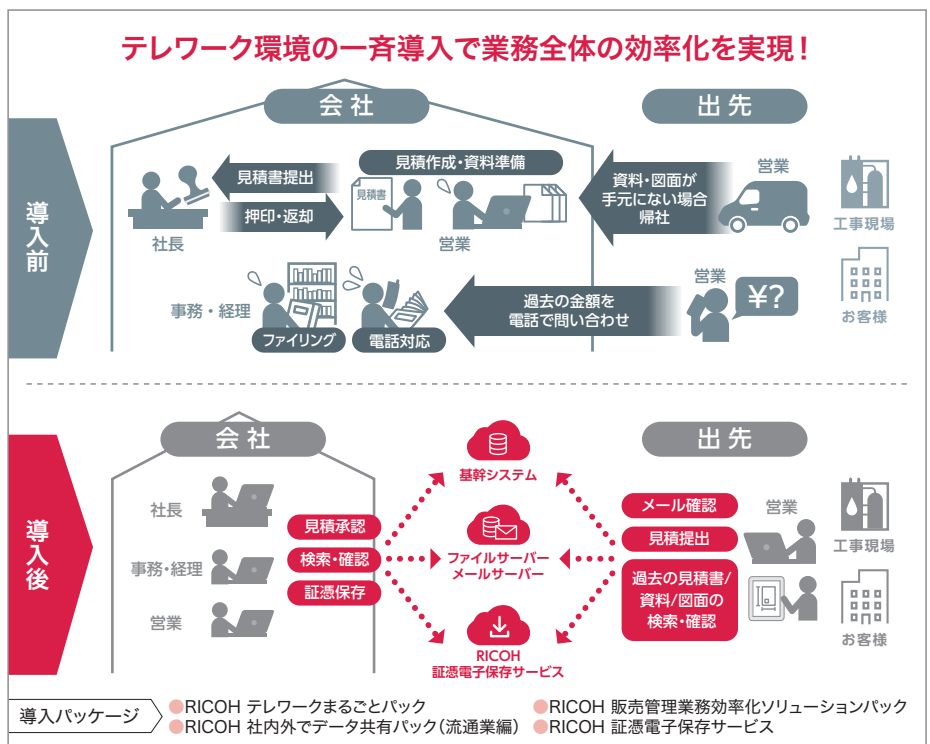 テレワーク環境の一斉導入で業務全体の効率化を実現！
導入前
会社
出先
見積書提出
押印・返却
社長
見積作成・資料準備
見積書
営業
資料・図面が
手元にない場合
帰社
営業
工事現場
事務・経理
ファイリング
電話対応
過去の金額を
電話で問い合わせ
営業
¥?
お客様
導入後
会社
出先
社長
事務・経理
営業
見積承認
検索・確認
証憑保存
基幹システム
ファイルサーバー
メールサーバー
RICOH
証憑電子保存サービス
メール確認
見積提出
過去の見積書/
資料/図面の
検索・確認
営業
工事現場
お客様
導入パッケージ
●RICOH テレワークまるごとパック
●RICOH 販売管理業務効率化ソリューションパック
●RICOH 社内外でデータ共有パック（流通業編）
●RICOH 証憑電子保存サービス